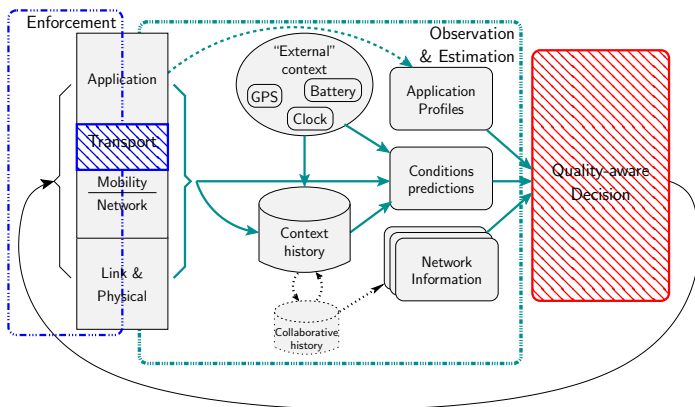 Enforcement
Observation
& Estimation
Application
Transport
Mobility
Network
Link &
Physical
“External”
context
GPS
Battery
Clock
Context
history
Collaborative
history
Application
Profiles
Conditions
predictions
Network
Information
Quality-aware
Decision